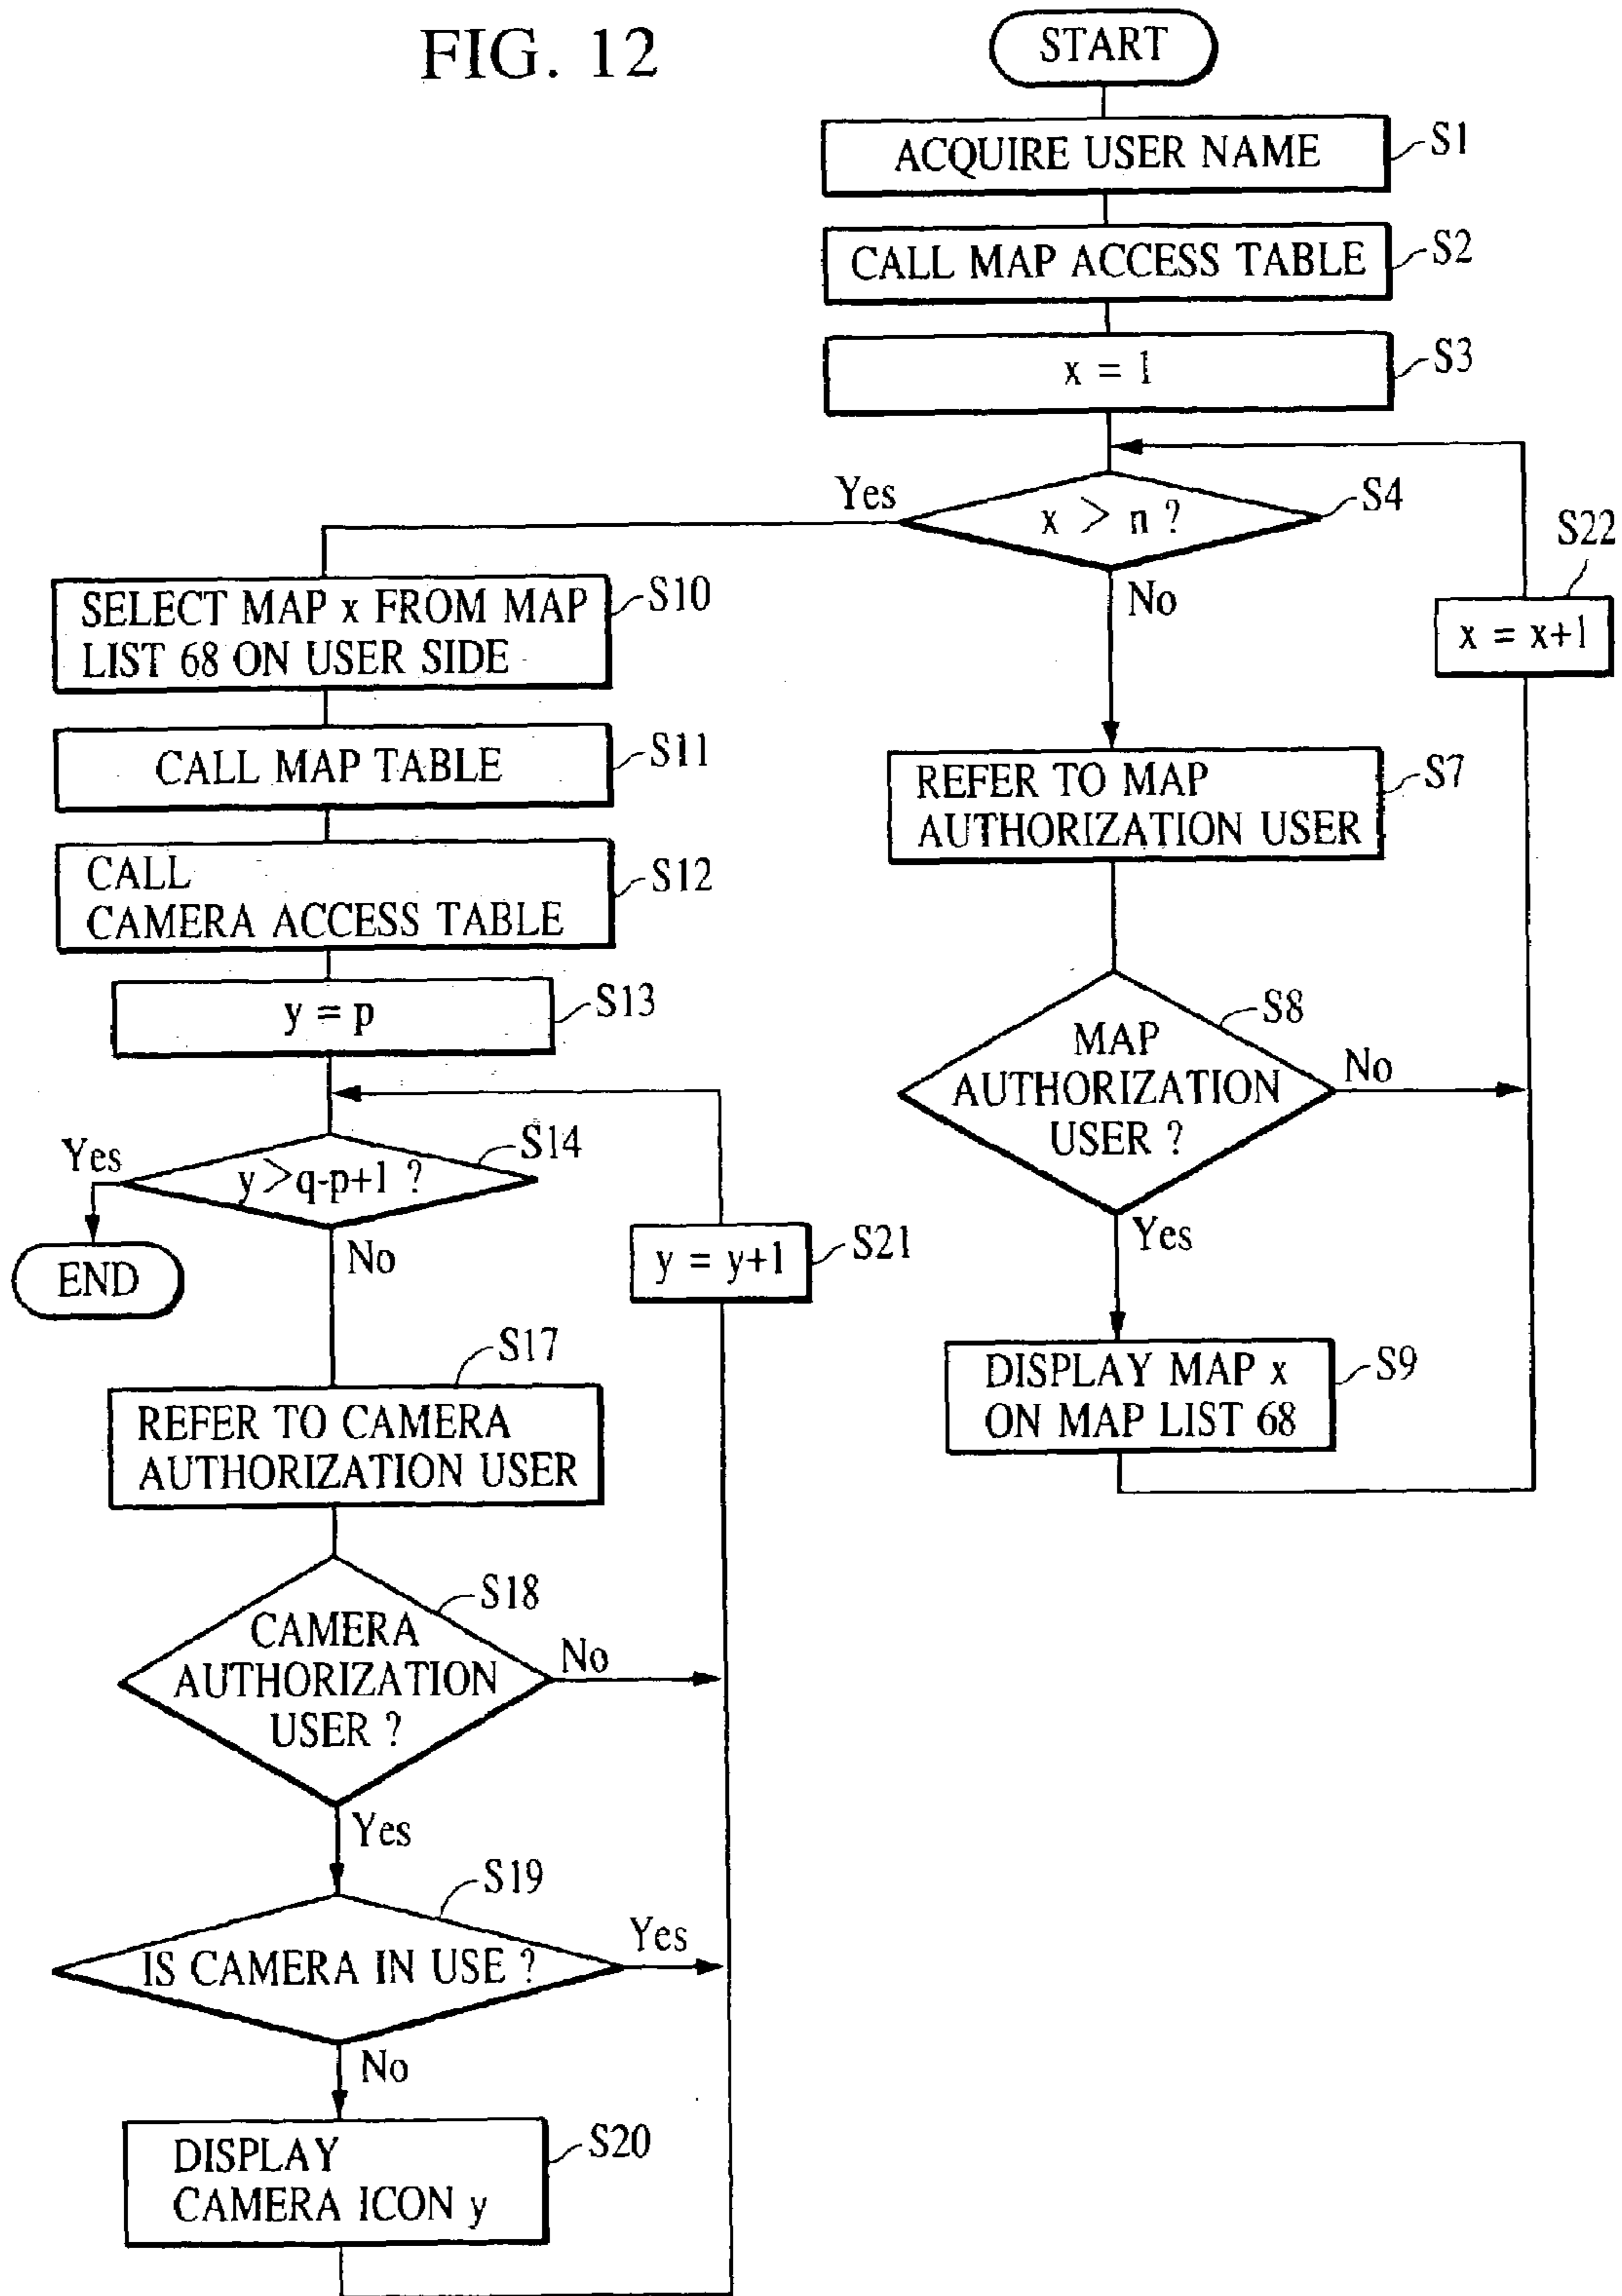 FIG. 12
START
ACQUIRE USER NAME
S1
CALL MAP ACCESS TABLE
S2
x = 1
S3
x > n ?
S4
Yes
No
S22
x = x+1
REFER TO MAP
AUTHORIZATION USER
S7
MAP
AUTHORIZATION
USER ?
S8
No
Yes
DISPLAY MAP x
ON MAP LIST 68
S9
SELECT MAP x FROM MAP
LIST 68 ON USER SIDE
S10
CALL MAP TABLE
S11
CALL
CAMERA ACCESS TABLE
S12
y = p
S13
y>q-p+1 ?
S14
Yes
END
No
y = y+1
S21
S17
REFER TO CAMERA
AUTHORIZATION USER
S18
CAMERA
AUTHORIZATION
USER ?
No
Yes
S19
IS CAMERA IN USE ?
Yes
No
DISPLAY
CAMERA ICON y
S20